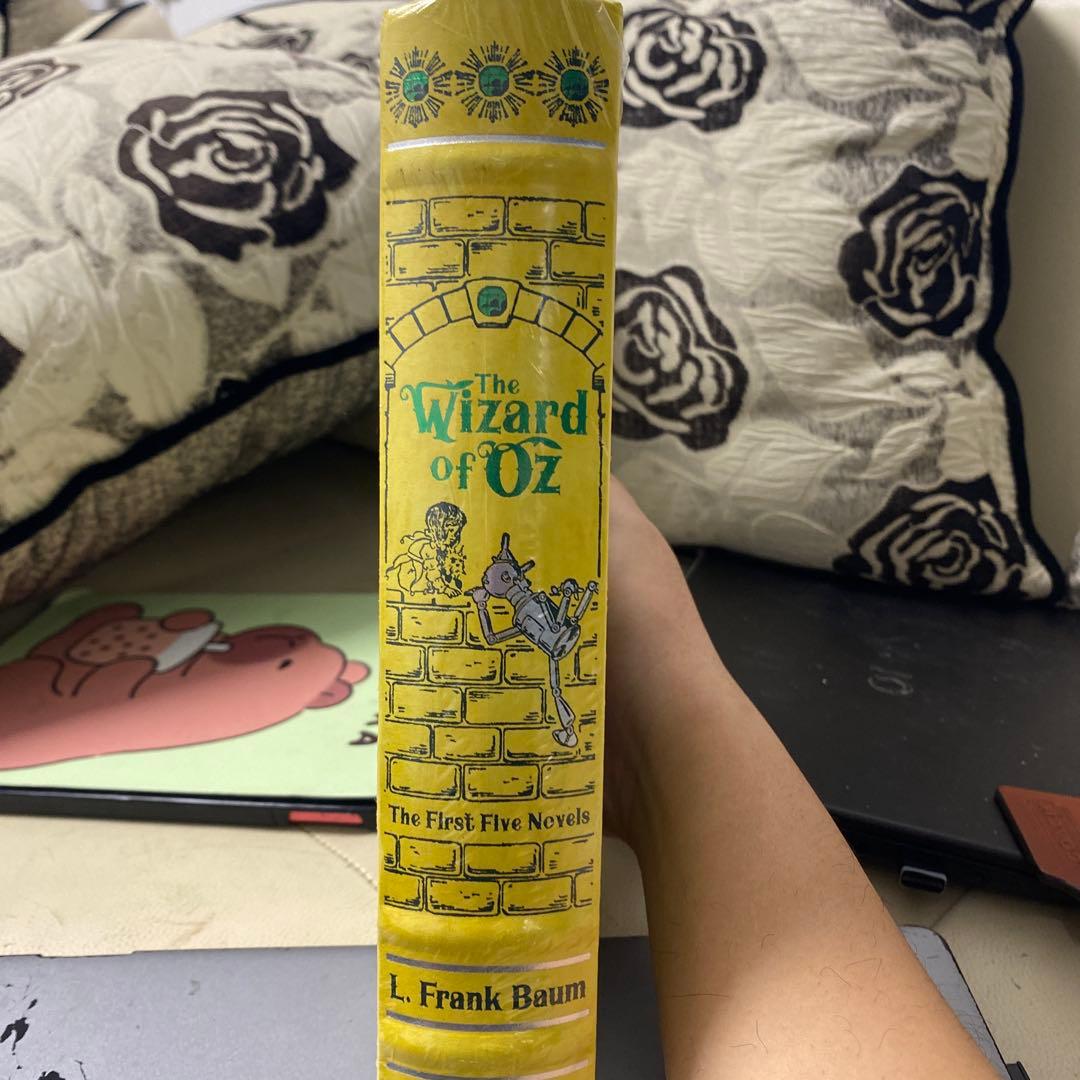 The
Wizard
of Oz
The First Five Novels
L. Frank Baum